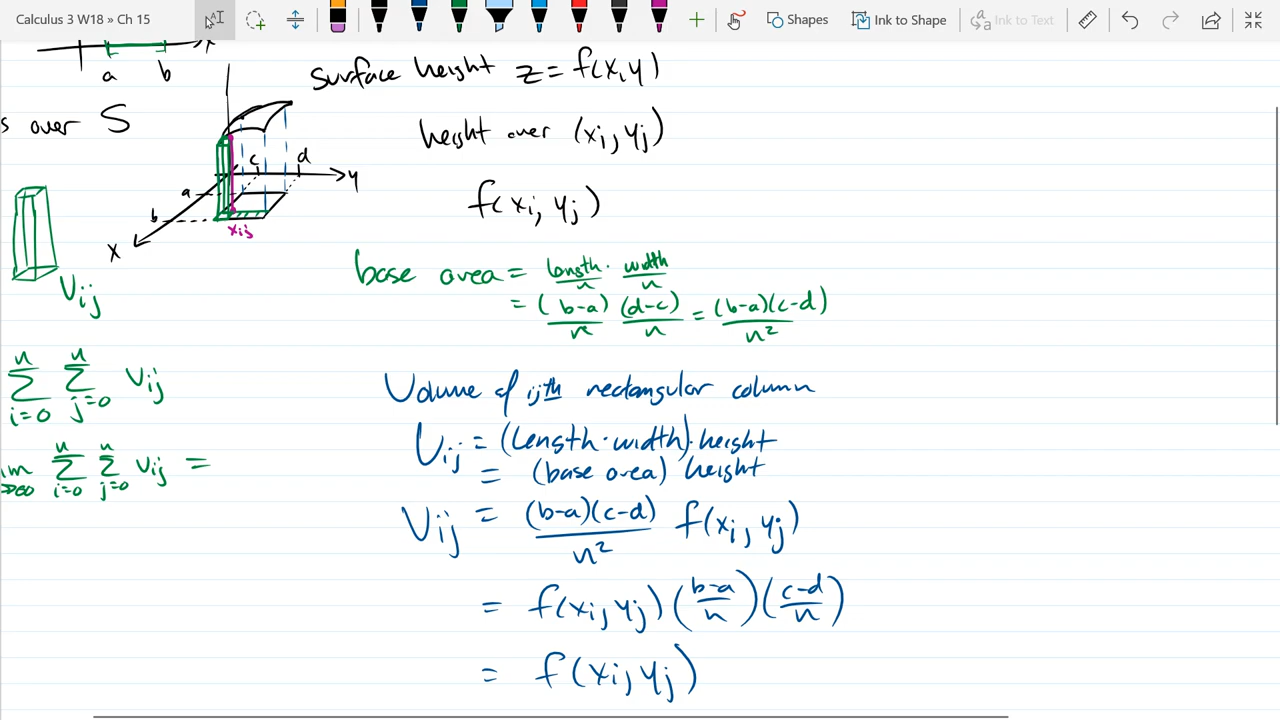 Calculus 3 W18 » Ch 15
Shapes
Ink to Shape
Ink to Text
x
a b
s over S
c d
y
a
b
x
xij
Vij
n n
∑ ∑ Vij
i=0 j=0
n n
im ∑ ∑ Vij =
→∞ i=0 j=0
Surface height z = f(x,y)
height over (xi, yj)
f(xi, yj)
base area = length/n · width/n
= (b-a)/n (d-c)/n = (b-a)(c-d)/n²
Volume of ijth rectangular column
Vij = (length · width) · height
= (base area) height
Vij = (b-a)(c-d)/n² f(xi, yj)
= f(xi, yj) (b-a/n)(c-d/n)
= f(xi, yj)